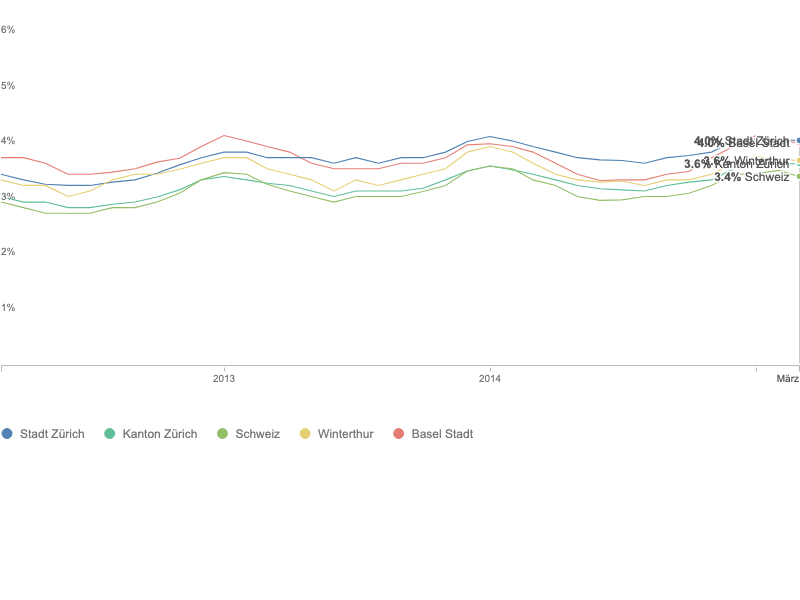 6%
5%
4%
4.0% Stadt Zürich
4.0% Basel Stadt
3.6% Winterthur
3.6% Kanton Zürich
3.4% Schweiz
3%
2%
1%
2013 2014 März
Stadt Zürich Kanton Zürich Schweiz Winterthur Basel Stadt